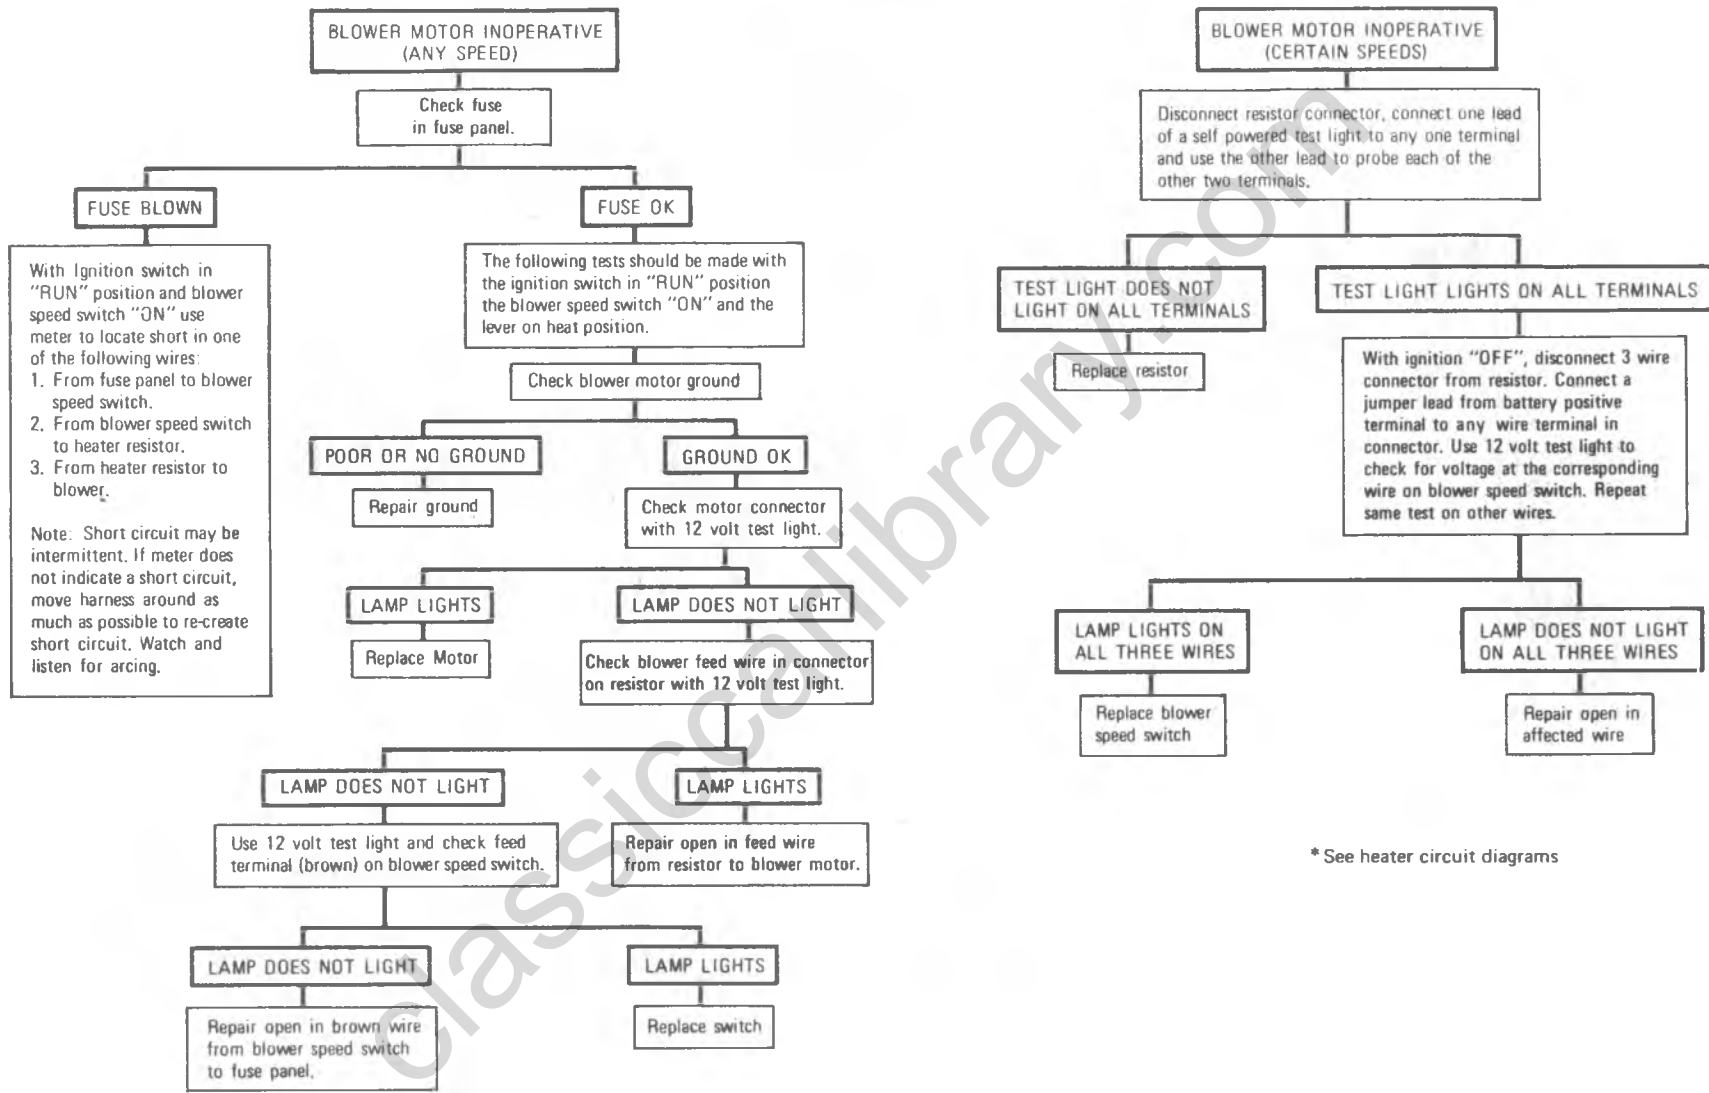 BLOWER MOTOR INOPERATIVE
(ANY SPEED)
Check fuse
in fuse panel.
FUSE BLOWN
With Ignition switch in
"RUN" position and blower
speed switch "ON" use
meter to locate short in one
of the following wires:
1. From fuse panel to blower
speed switch.
2. From blower speed switch
to heater resistor.
3. From heater resistor to
blower.
Note: Short circuit may be
intermittent. If meter does
not indicate a short circuit,
move harness around as
much as possible to re-create
short circuit. Watch and
listen for arcing.
FUSE OK
The following tests should be made with
the ignition switch in "RUN" position
the blower speed switch "ON" and the
lever on heat position.
Check blower motor ground
POOR OR NO GROUND
Repair ground
GROUND OK
Check motor connector
with 12 volt test light.
LAMP LIGHTS
Replace Motor
LAMP DOES NOT LIGHT
Check blower feed wire in connector
on resistor with 12 volt test light.
LAMP DOES NOT LIGHT
Use 12 volt test light and check feed
terminal (brown) on blower speed switch.
LAMP LIGHTS
Repair open in feed wire
from resistor to blower motor.
LAMP DOES NOT LIGHT
Repair open in brown wire
from blower speed switch
to fuse panel.
LAMP LIGHTS
Replace switch
BLOWER MOTOR INOPERATIVE
(CERTAIN SPEEDS)
Disconnect resistor connector, connect one lead
of a self powered test light to any one terminal
and use the other lead to probe each of the
other two terminals.
TEST LIGHT DOES NOT
LIGHT ON ALL TERMINALS
Replace resistor
TEST LIGHT LIGHTS ON ALL TERMINALS
With ignition "OFF", disconnect 3 wire
connector from resistor. Connect a
jumper lead from battery positive
terminal to any wire terminal in
connector. Use 12 volt test light to
check for voltage at the corresponding
wire on blower speed switch. Repeat
same test on other wires.
LAMP LIGHTS ON
ALL THREE WIRES
Replace blower
speed switch
LAMP DOES NOT LIGHT
ON ALL THREE WIRES
Repair open in
affected wire
* See heater circuit diagrams
classiccarlibrary.com